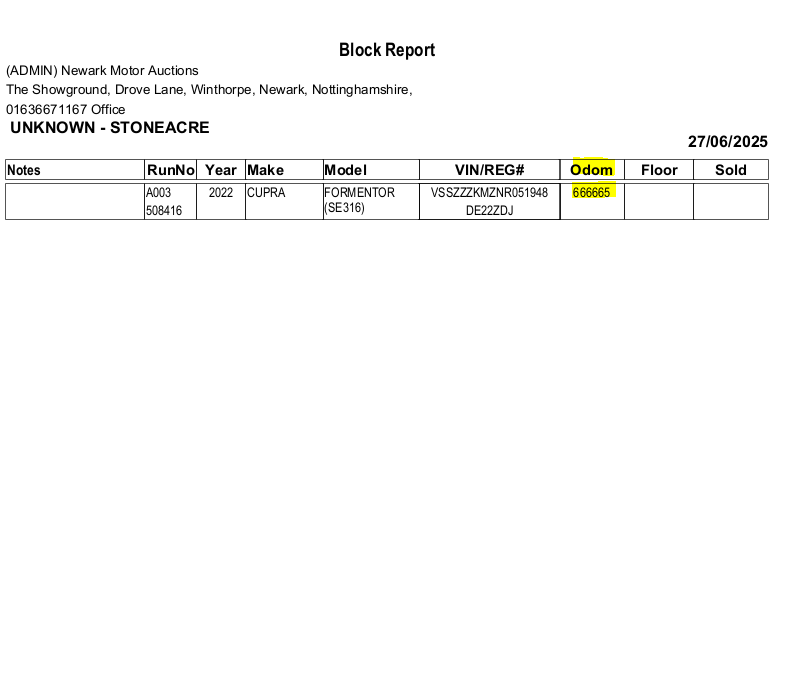 Block Report
(ADMIN) Newark Motor Auctions
The Showground, Drove Lane, Winthorpe, Newark, Nottinghamshire,
01636671167 Office
UNKNOWN - STONEACRE
27/06/2025
Notes RunNo Year Make Model VIN/REG# Odom Floor Sold
A003 2022 CUPRA FORMENTOR VSSZZZKMZNR051948 666665
508416 (SE316) DE22ZDJ